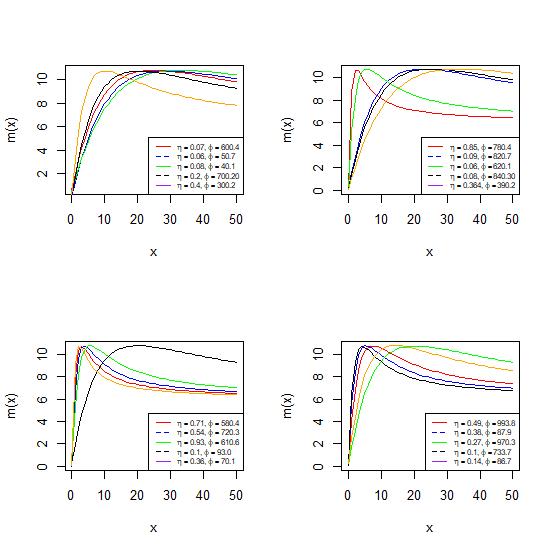 m(x)
10
8
6
4
2
η = 0.07, ϕ = 600.4
η = 0.06, ϕ = 50.7
η = 0.08, ϕ = 40.1
η = 0.2, ϕ = 700.20
η = 0.4, ϕ = 300.2
0 10 20 30 40 50
x
m(x)
10
8
6
4
2
0
η = 0.85, ϕ = 780.4
η = 0.09, ϕ = 820.7
η = 0.06, ϕ = 620.1
η = 0.08, ϕ = 840.30
η = 0.364, ϕ = 390.2
0 10 20 30 40 50
x
m(x)
10
8
6
4
2
0
η = 0.71, ϕ = 580.4
η = 0.54, ϕ = 720.3
η = 0.93, ϕ = 610.6
η = 0.1, ϕ = 93.0
η = 0.36, ϕ = 70.1
0 10 20 30 40 50
x
m(x)
10
8
6
4
2
0
η = 0.49, ϕ = 993.8
η = 0.38, ϕ = 87.9
η = 0.27, ϕ = 970.3
η = 0.1, ϕ = 733.7
η = 0.14, ϕ = 86.7
0 10 20 30 40 50
x